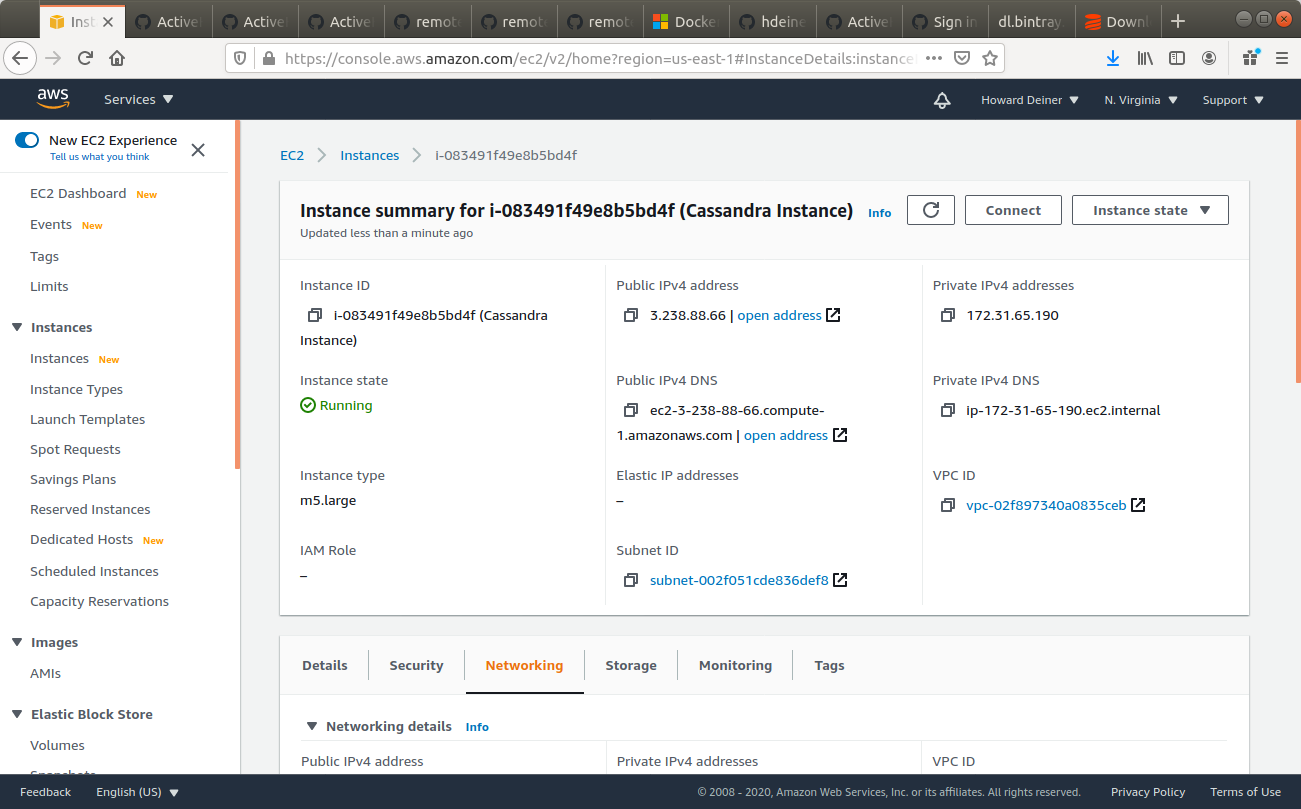 Inst
Active
Active
Active
remot
remot
remot
Docke
hdeine
Active
Sign in
dl.bintray.
Downl
https://console.aws.amazon.com/ec2/v2/home?region=us-east-1#InstanceDetails:instanceI
aws
Services
Howard Deiner
N. Virginia
Support
New EC2 Experience
Tell us what you think
EC2 Dashboard New
Events New
Tags
Limits
Instances
Instances New
Instance Types
Launch Templates
Spot Requests
Savings Plans
Reserved Instances
Dedicated Hosts New
Scheduled Instances
Capacity Reservations
Images
AMIs
Elastic Block Store
Volumes
Snapshots
EC2 > Instances > i-083491f49e8b5bd4f
Instance summary for i-083491f49e8b5bd4f (Cassandra Instance) Info
Updated less than a minute ago
Connect
Instance state
Instance ID
i-083491f49e8b5bd4f (Cassandra
Instance)
Public IPv4 address
3.238.88.66 | open address
Private IPv4 addresses
172.31.65.190
Instance state
Running
Public IPv4 DNS
ec2-3-238-88-66.compute-
1.amazonaws.com | open address
Private IPv4 DNS
ip-172-31-65-190.ec2.internal
Instance type
m5.large
Elastic IP addresses
–
VPC ID
vpc-02f897340a0835ceb
IAM Role
–
Subnet ID
subnet-002f051cde836def8
Details
Security
Networking
Storage
Monitoring
Tags
Networking details Info
Public IPv4 address
Private IPv4 addresses
VPC ID
Feedback
English (US)
© 2008 - 2020, Amazon Web Services, Inc. or its affiliates. All rights reserved.
Privacy Policy
Terms of Use